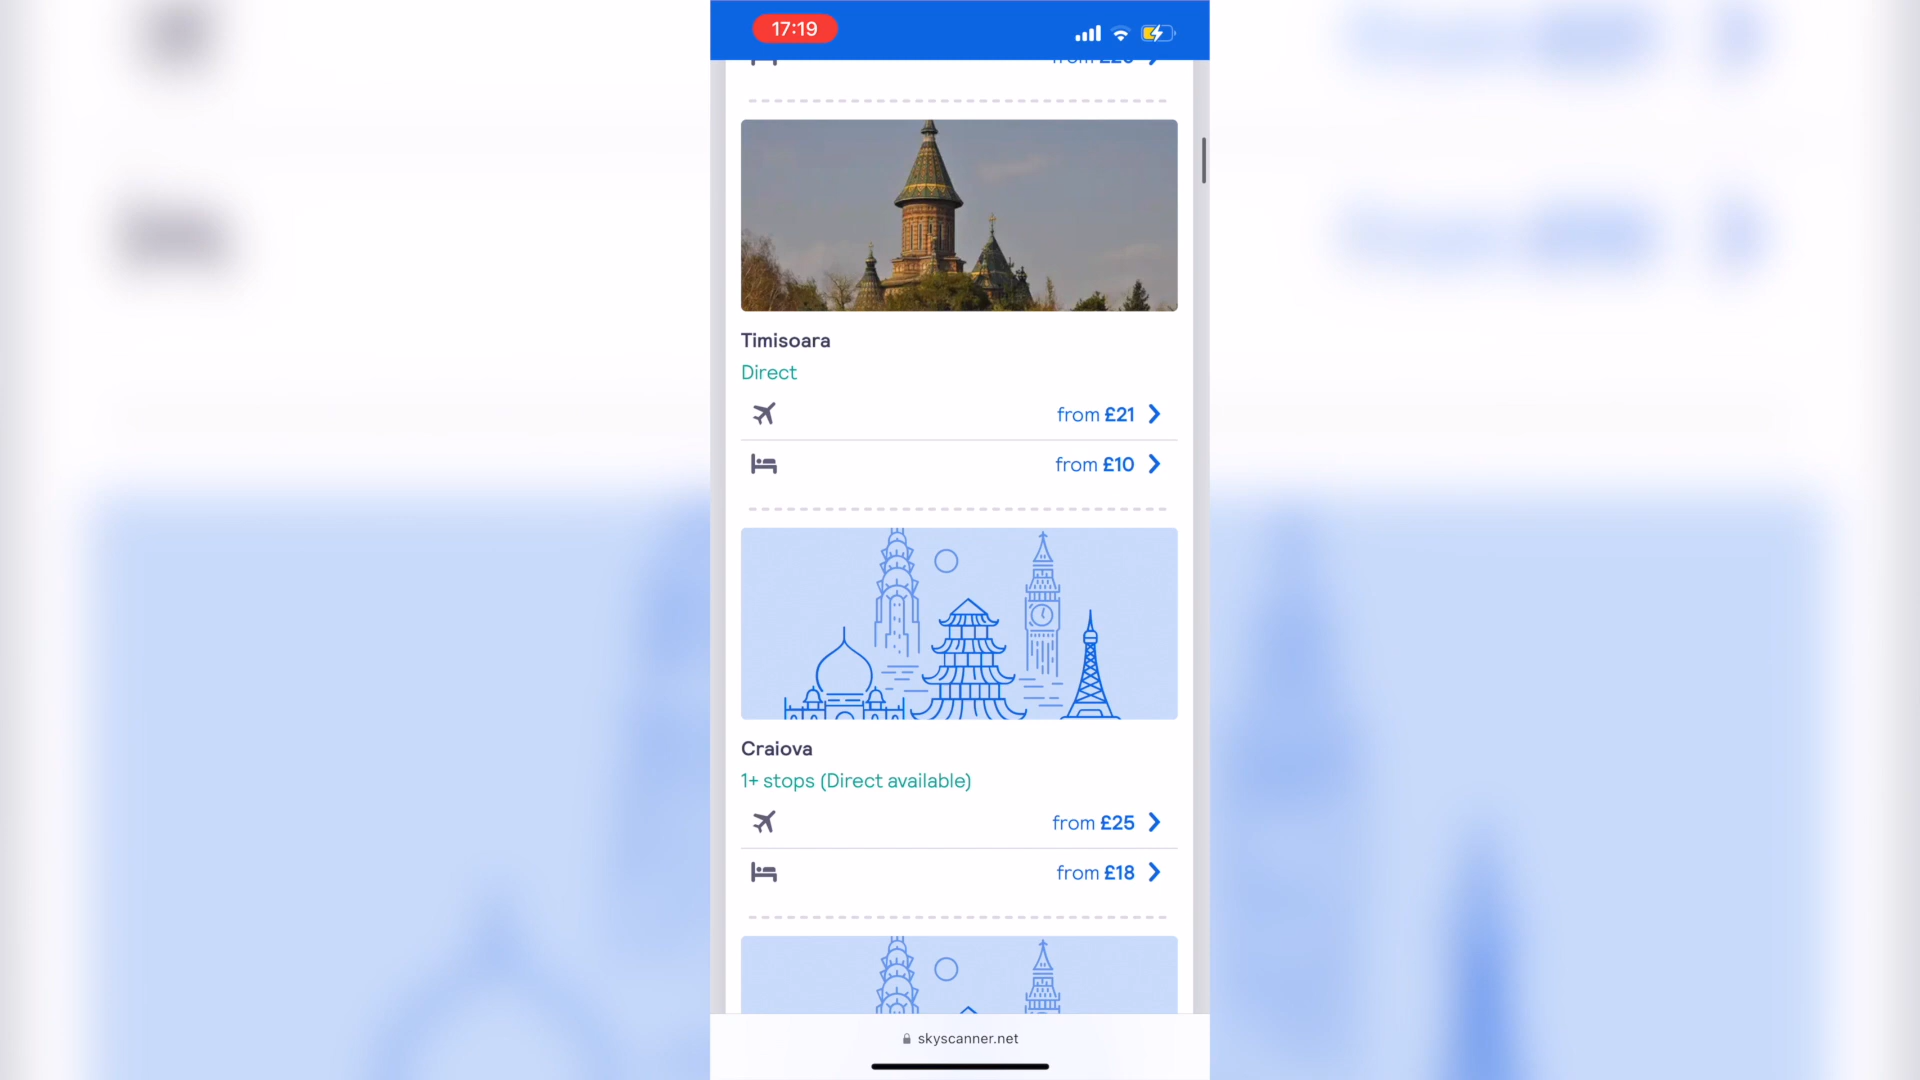 17:19
Timisoara
Direct
from £21
from £10
Craiova
1+ stops (Direct available)
from £25
from £18
skyscanner.net